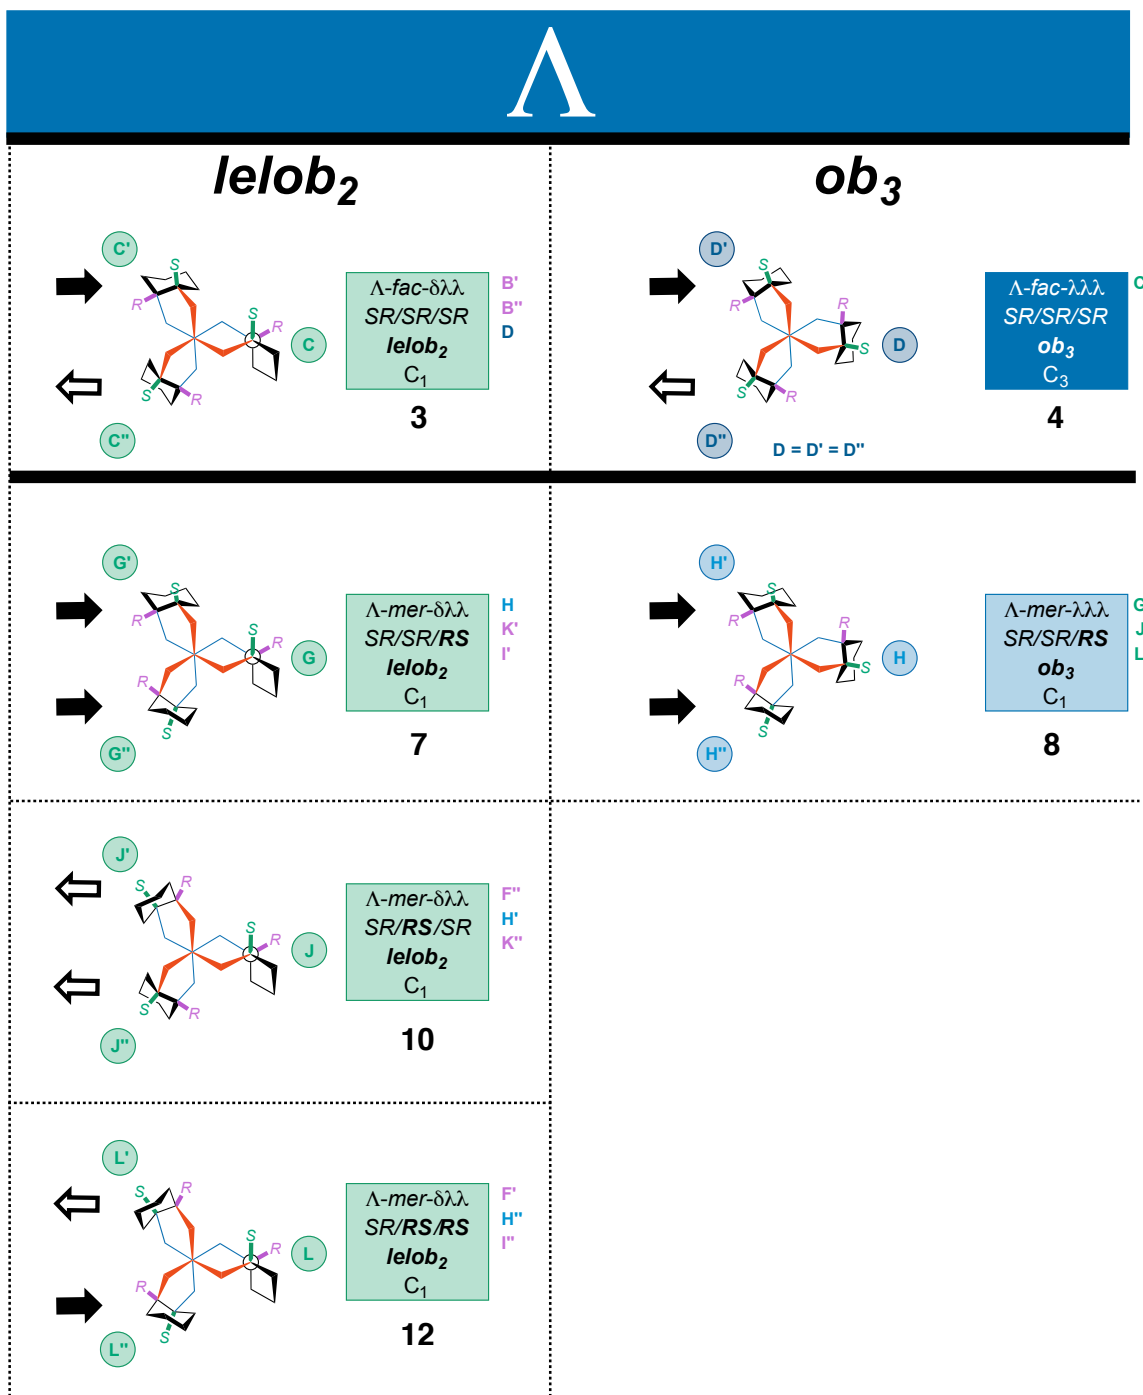 Λ
lelob2
ob3
C'
S
R
S
R
C
S
R
C''
Λ-fac-δλλ
SR/SR/SR
lelob2
C1
3
B'
B''
D
D'
S
R
R
D
S
S
R
D''
D = D' = D''
Λ-fac-λλλ
SR/SR/SR
ob3
C3
4
C
G'
S
R
S
R
G
R
S
G''
Λ-mer-δλλ
SR/SR/RS
lelob2
C1
7
H
K'
I'
H'
S
R
R
H
S
R
S
H''
Λ-mer-λλλ
SR/SR/RS
ob3
C1
8
G
J
L
J'
S
R
S
R
J
S
R
J''
Λ-mer-δλλ
SR/RS/SR
lelob2
C1
10
F''
H'
K''
L'
S
R
S
R
L
R
S
L''
Λ-mer-δλλ
SR/RS/RS
lelob2
C1
12
F'
H''
I''